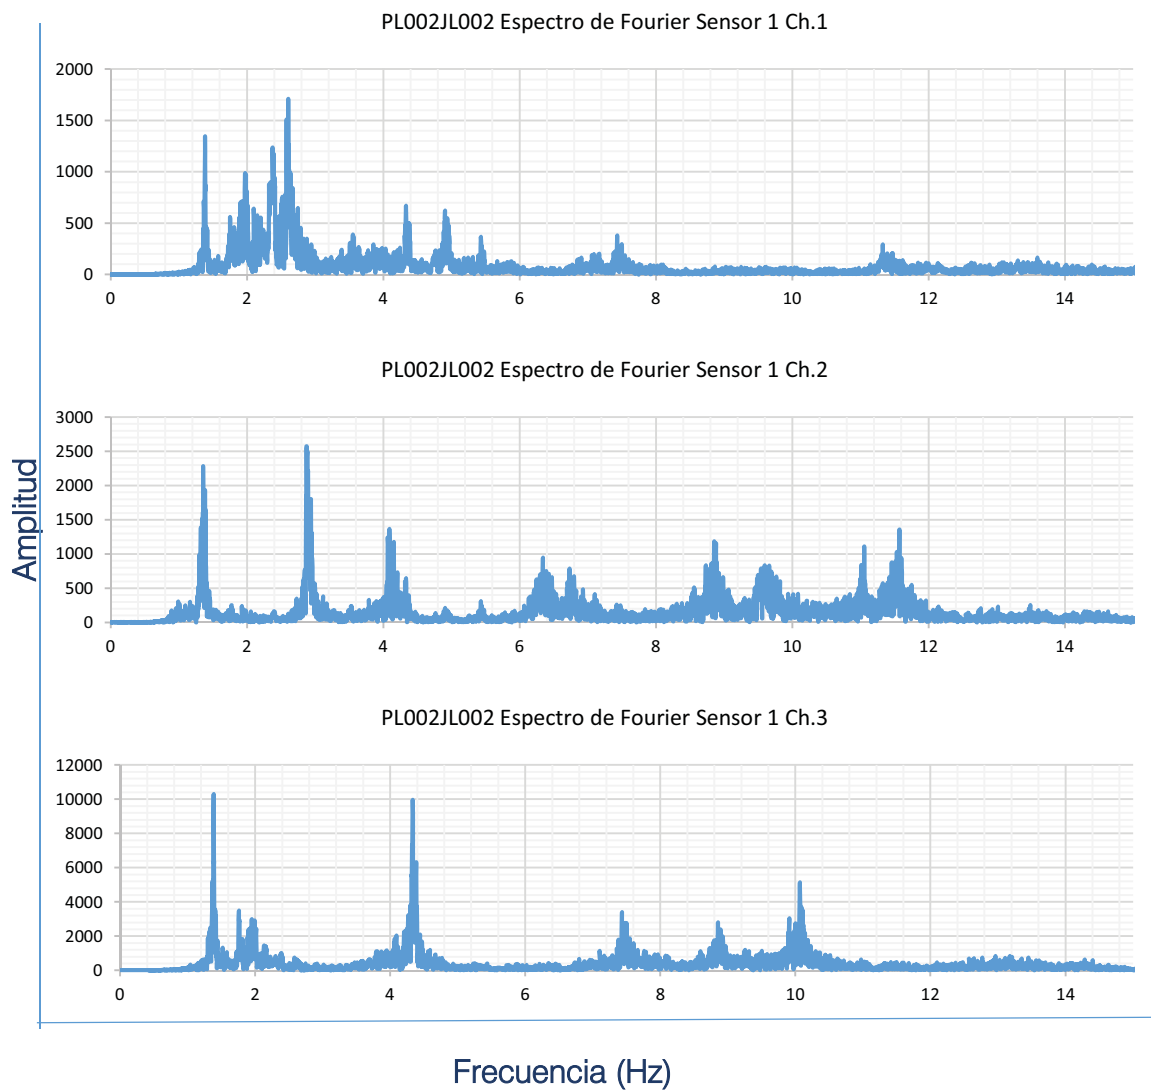 PL002JL002 Espectro de Fourier Sensor 1 Ch.1
2000
1500
1000
500
0
0 2 4 6 8 10 12 14
PL002JL002 Espectro de Fourier Sensor 1 Ch.2
3000
2500
2000
1500
1000
500
0
0 2 4 6 8 10 12 14
Amplitud
PL002JL002 Espectro de Fourier Sensor 1 Ch.3
12000
10000
8000
6000
4000
2000
0
0 2 4 6 8 10 12 14
Frecuencia (Hz)